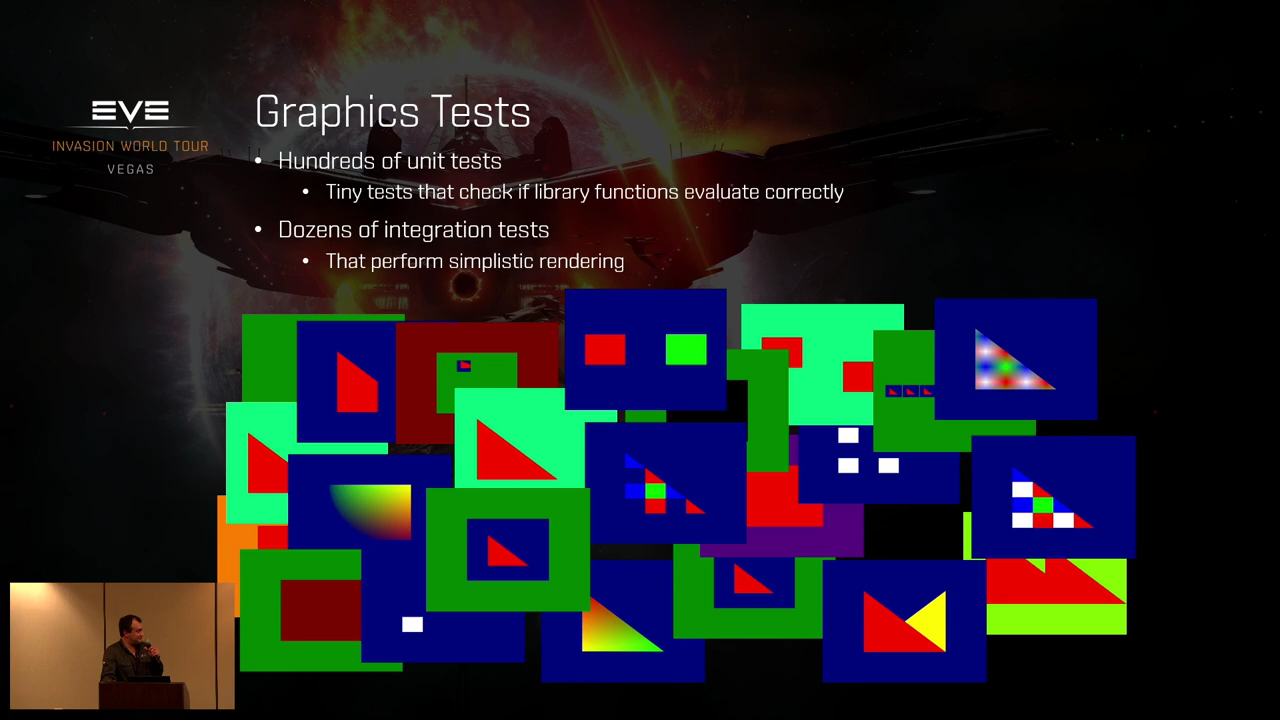 EVE
INVASION WORLD TOUR
VEGAS
Graphics Tests
• Hundreds of unit tests
• Tiny tests that check if library functions evaluate correctly
• Dozens of integration tests
• That perform simplistic rendering